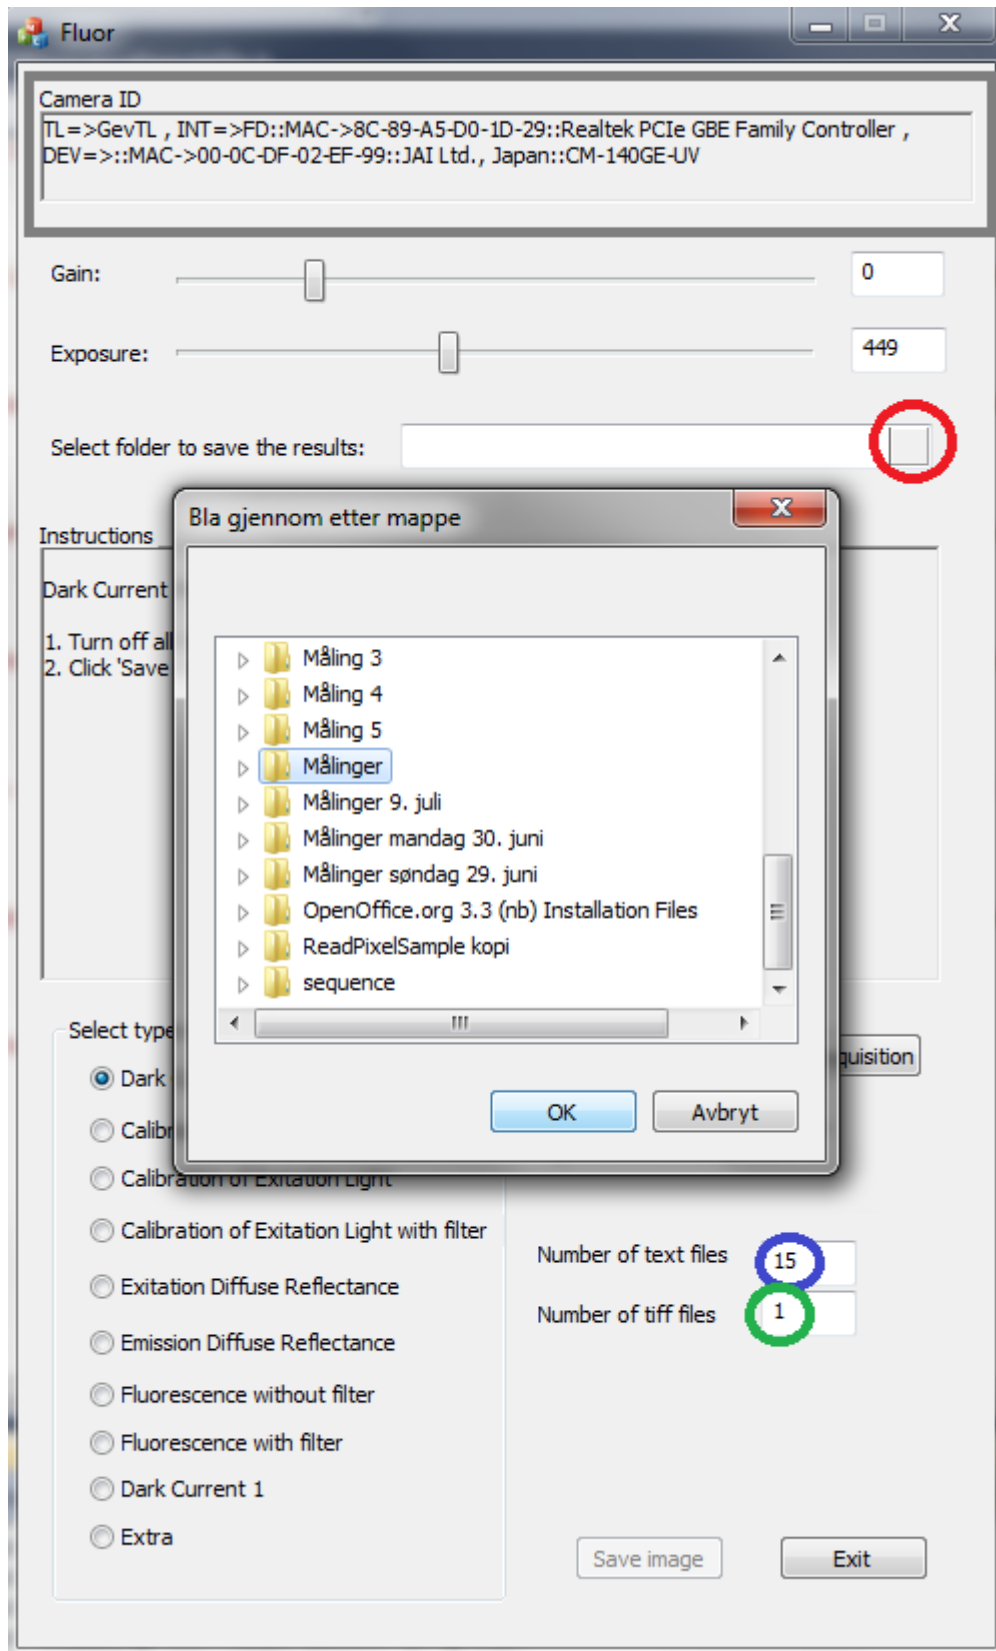 Fluor
Camera ID
TL=>GevTL , INT=>FD::MAC->8C-89-A5-D0-1D-29::Realtek PCIe GBE Family Controller ,
DEV=>::MAC->00-0C-DF-02-EF-99::JAI Ltd., Japan::CM-140GE-UV
Gain:
0
Exposure:
449
Select folder to save the results:
Bla gjennom etter mappe
Instructions
Dark Current
1. Turn off all
2. Click 'Save
Måling 3
Måling 4
Måling 5
Målinger
Målinger 9. juli
Målinger mandag 30. juni
Målinger søndag 29. juni
OpenOffice.org 3.3 (nb) Installation Files
ReadPixelSample kopi
sequence
OK
Avbryt
Select type
quisition
Dark
Calibr
Calibration of Exitation Light
Calibration of Exitation Light with filter
Exitation Diffuse Reflectance
Emission Diffuse Reflectance
Fluorescence without filter
Fluorescence with filter
Dark Current 1
Extra
Number of text files
15
Number of tiff files
1
Save image
Exit